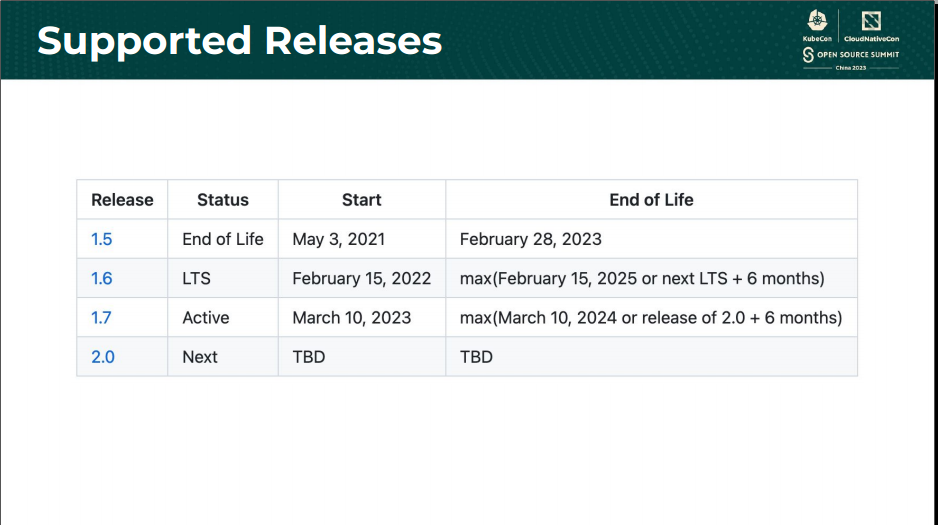 Supported Releases
KubeCon
CloudNativeCon
OPEN SOURCE SUMMIT
China 2023
Release Status Start End of Life
1.5 End of Life May 3, 2021 February 28, 2023
1.6 LTS February 15, 2022 max(February 15, 2025 or next LTS + 6 months)
1.7 Active March 10, 2023 max(March 10, 2024 or release of 2.0 + 6 months)
2.0 Next TBD TBD